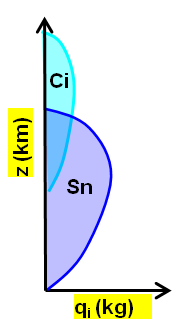 Ci
z (km)
Sn
qi (kg)